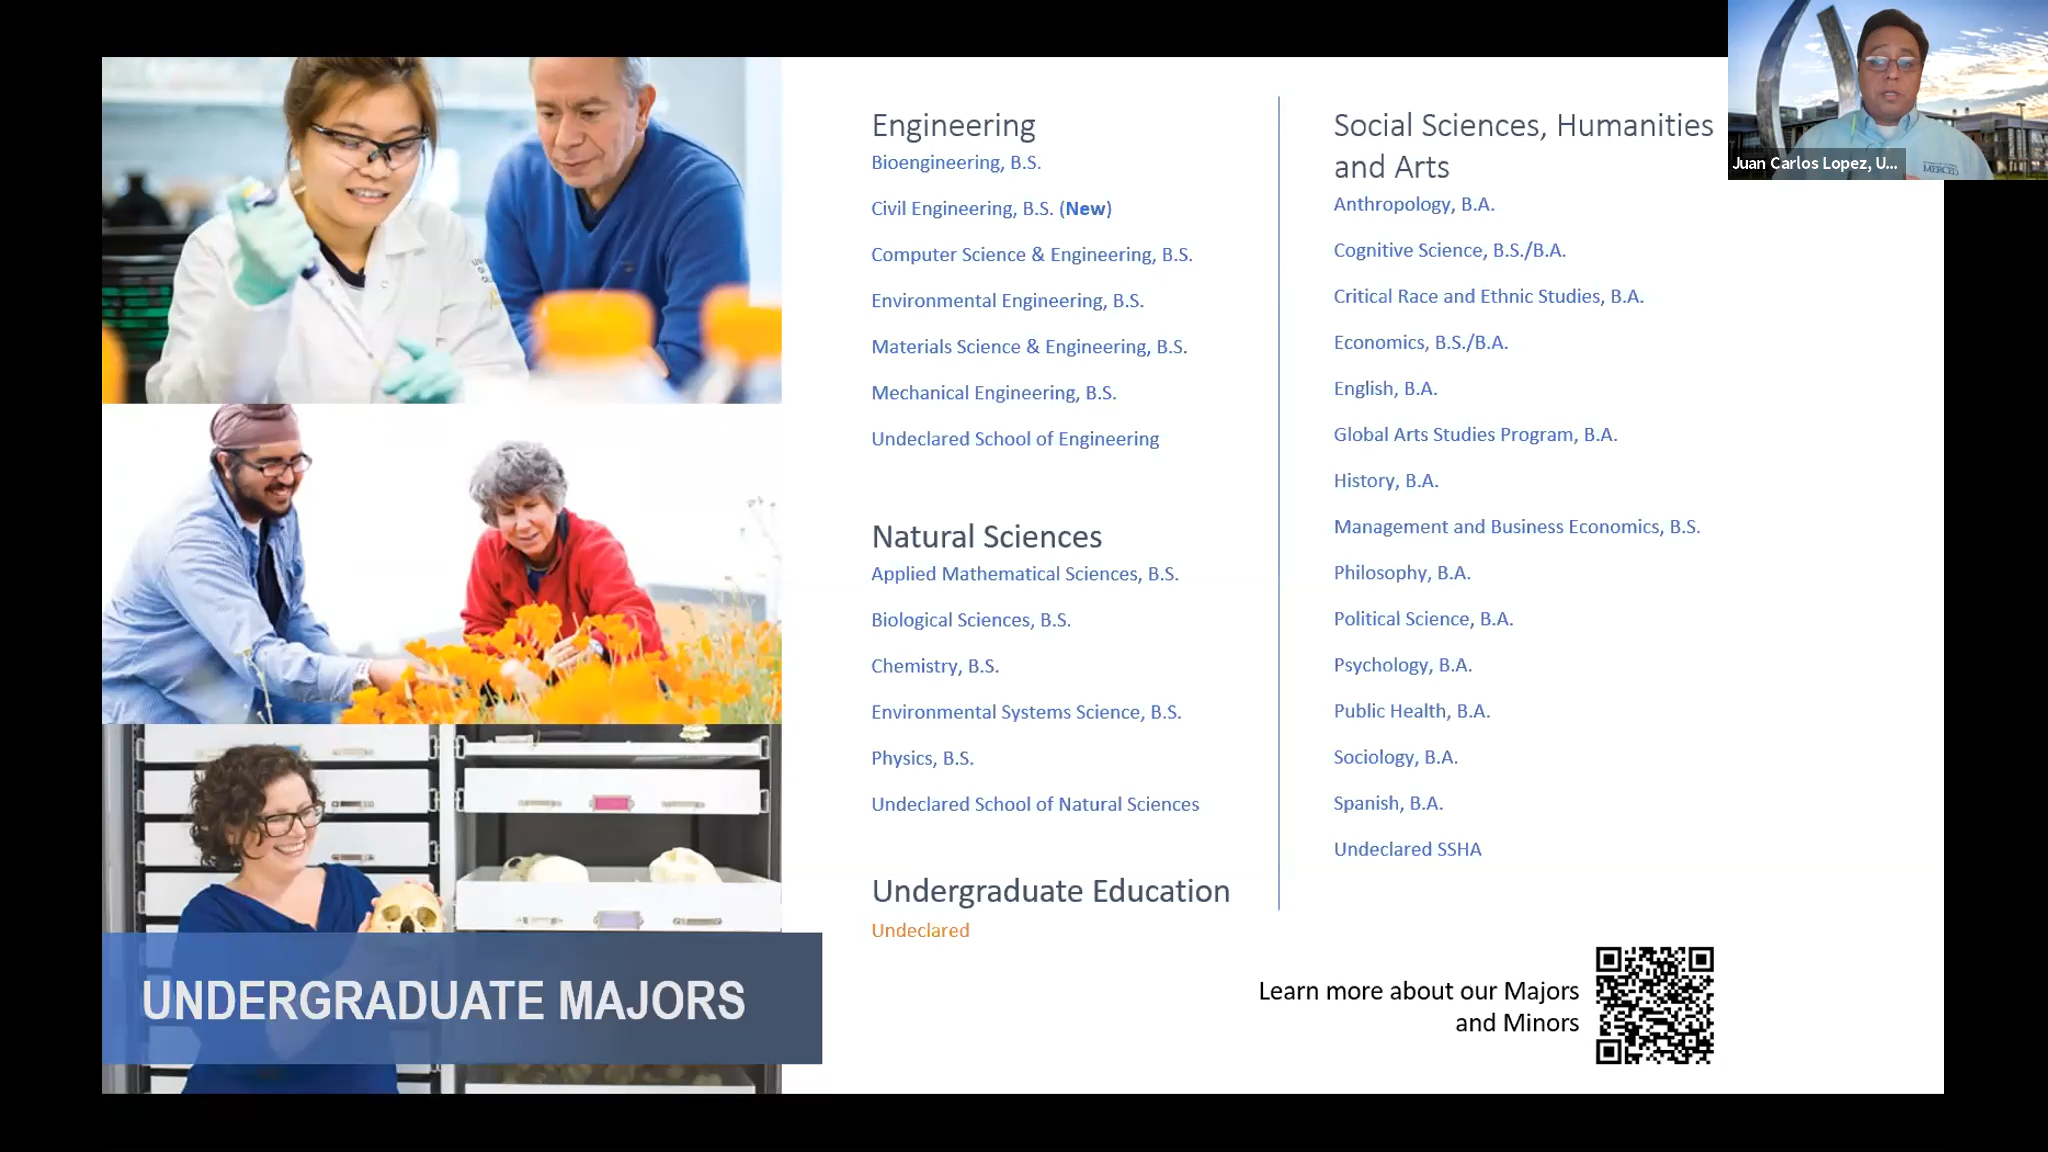 Engineering
Bioengineering, B.S.
Civil Engineering, B.S. (New)
Computer Science & Engineering, B.S.
Environmental Engineering, B.S.
Materials Science & Engineering, B.S.
Mechanical Engineering, B.S.
Undeclared School of Engineering
Natural Sciences
Applied Mathematical Sciences, B.S.
Biological Sciences, B.S.
Chemistry, B.S.
Environmental Systems Science, B.S.
Physics, B.S.
Undeclared School of Natural Sciences
Undergraduate Education
Undeclared
Social Sciences, Humanities
and Arts
Anthropology, B.A.
Cognitive Science, B.S./B.A.
Critical Race and Ethnic Studies, B.A.
Economics, B.S./B.A.
English, B.A.
Global Arts Studies Program, B.A.
History, B.A.
Management and Business Economics, B.S.
Philosophy, B.A.
Political Science, B.A.
Psychology, B.A.
Public Health, B.A.
Sociology, B.A.
Spanish, B.A.
Undeclared SSHA
Learn more about our Majors
and Minors
UNDERGRADUATE MAJORS
Juan Carlos Lopez, U...
MERCED